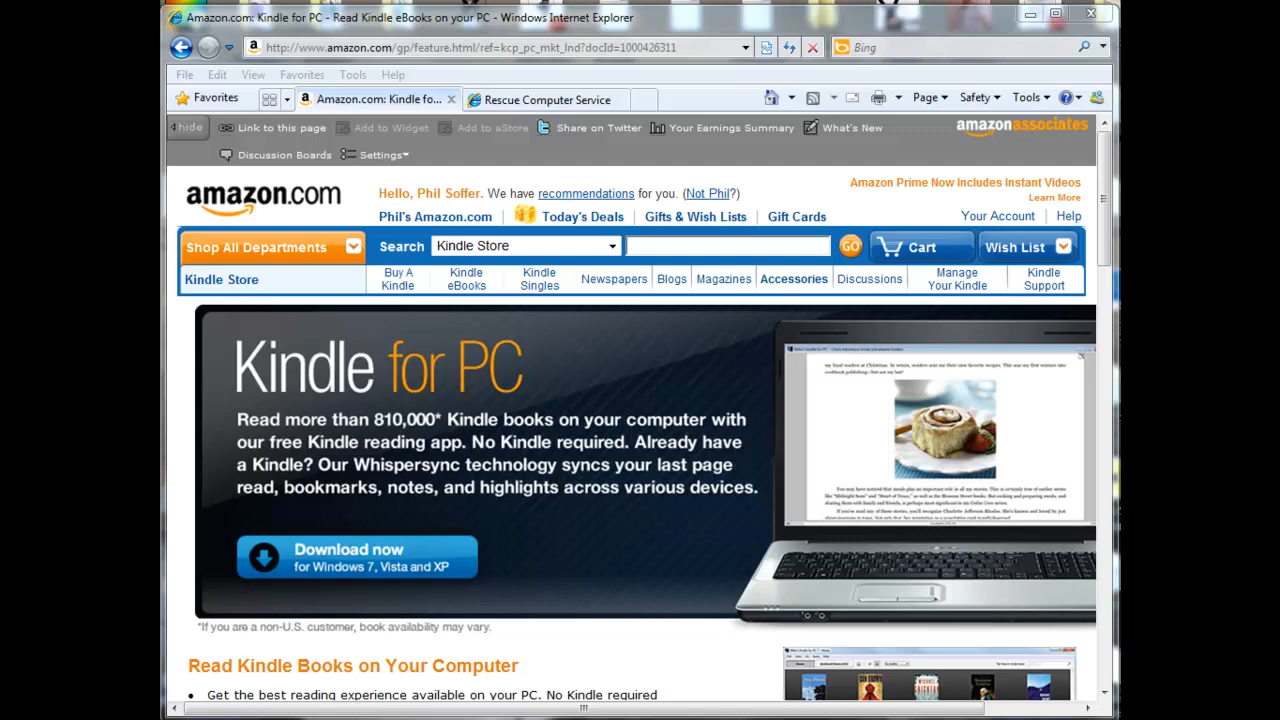 Amazon.com: Kindle for PC - Read Kindle eBooks on your PC - Windows Internet Explorer
http://www.amazon.com/gp/feature.html/ref=kcp_pc_mkt_lnd?docId=1000426311
Bing
File Edit View Favorites Tools Help
Favorites
Amazon.com: Kindle fo...
Rescue Computer Service
Page Safety Tools
hide Link to this page Add to Widget Add to aStore Share on Twitter Your Earnings Summary What's New
amazonassociates
Discussion Boards Settings
amazon.com
Hello, Phil Soffer. We have recommendations for you. (Not Phil?)
Amazon Prime Now Includes Instant Videos
Learn More
Phil's Amazon.com Today's Deals Gifts & Wish Lists Gift Cards
Your Account Help
Shop All Departments Search Kindle Store GO Cart Wish List
Kindle Store
Buy A
Kindle
Kindle
eBooks
Kindle
Singles
Newspapers
Blogs
Magazines
Accessories
Discussions
Manage
Your Kindle
Kindle
Support
Kindle for PC
Read more than 810,000* Kindle books on your computer with
our free Kindle reading app. No Kindle required. Already have
a Kindle? Our Whispersync technology syncs your last page
read, bookmarks, notes, and highlights across various devices.
Download now
for Windows 7, Vista and XP
*If you are a non-U.S. customer, book availability may vary.
Read Kindle Books on Your Computer
Get the best reading experience available on your PC. No Kindle required